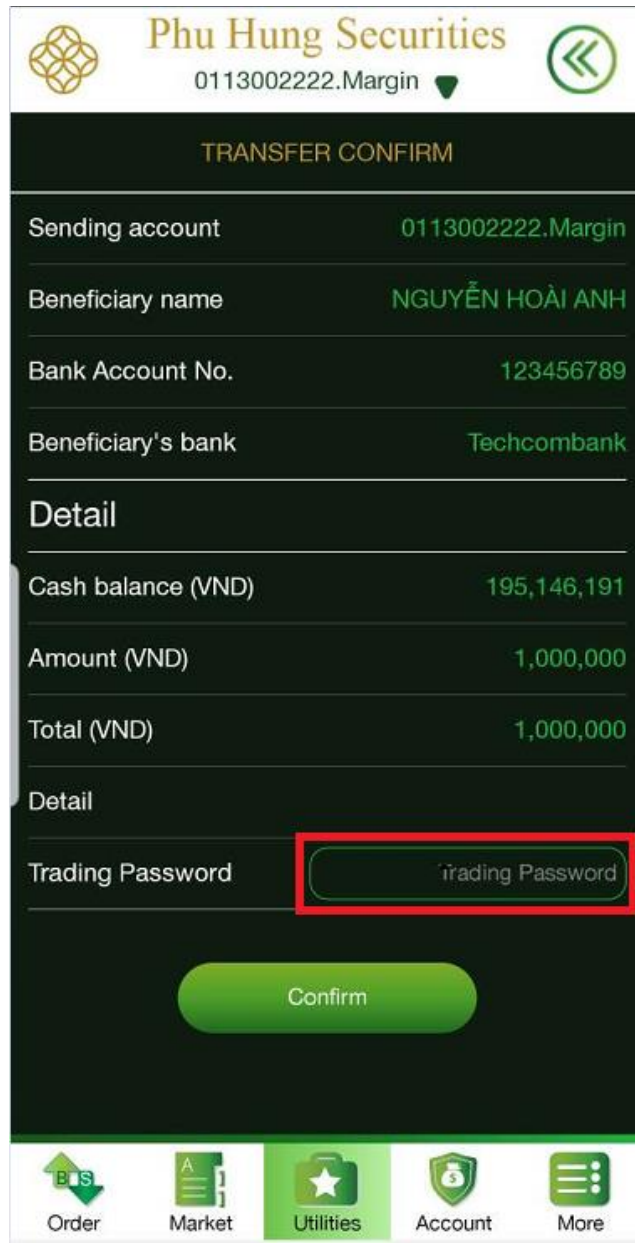 Phu Hung Securities
0113002222.Margin
TRANSFER CONFIRM
Sending account 0113002222.Margin
Beneficiary name NGUYỄN HOÀI ANH
Bank Account No. 123456789
Beneficiary's bank Techcombank
Detail
Cash balance (VND) 195,146,191
Amount (VND) 1,000,000
Total (VND) 1,000,000
Detail
Trading Password Trading Password
Confirm
B S A
Order Market Utilities Account More